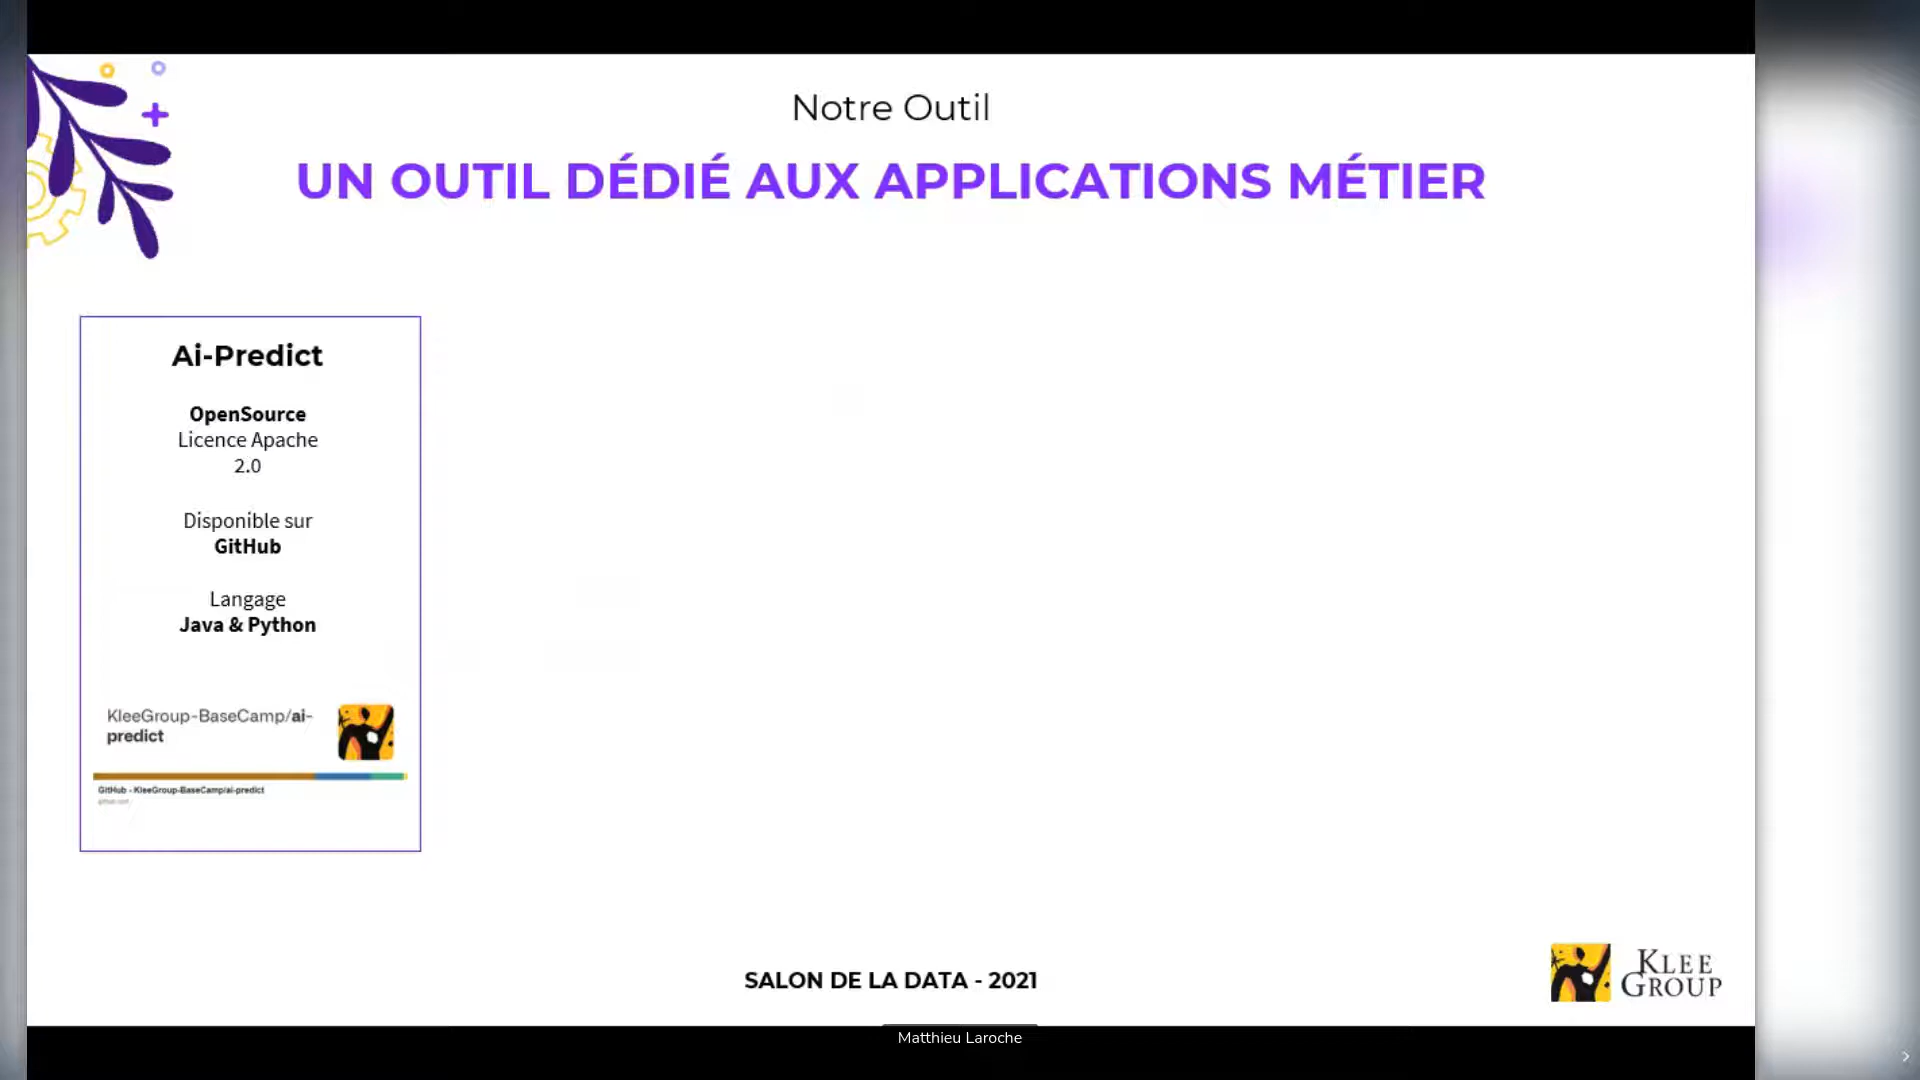 Notre Outil
UN OUTIL DÉDIÉ AUX APPLICATIONS MÉTIER
Ai-Predict
OpenSource
Licence Apache
2.0
Disponible sur
GitHub
Langage
Java & Python
KleeGroup-BaseCamp/ai-
predict
GitHub - KleeGroup-BaseCamp/ai-predict
github.com
SALON DE LA DATA - 2021
KLEE
GROUP
Matthieu Laroche